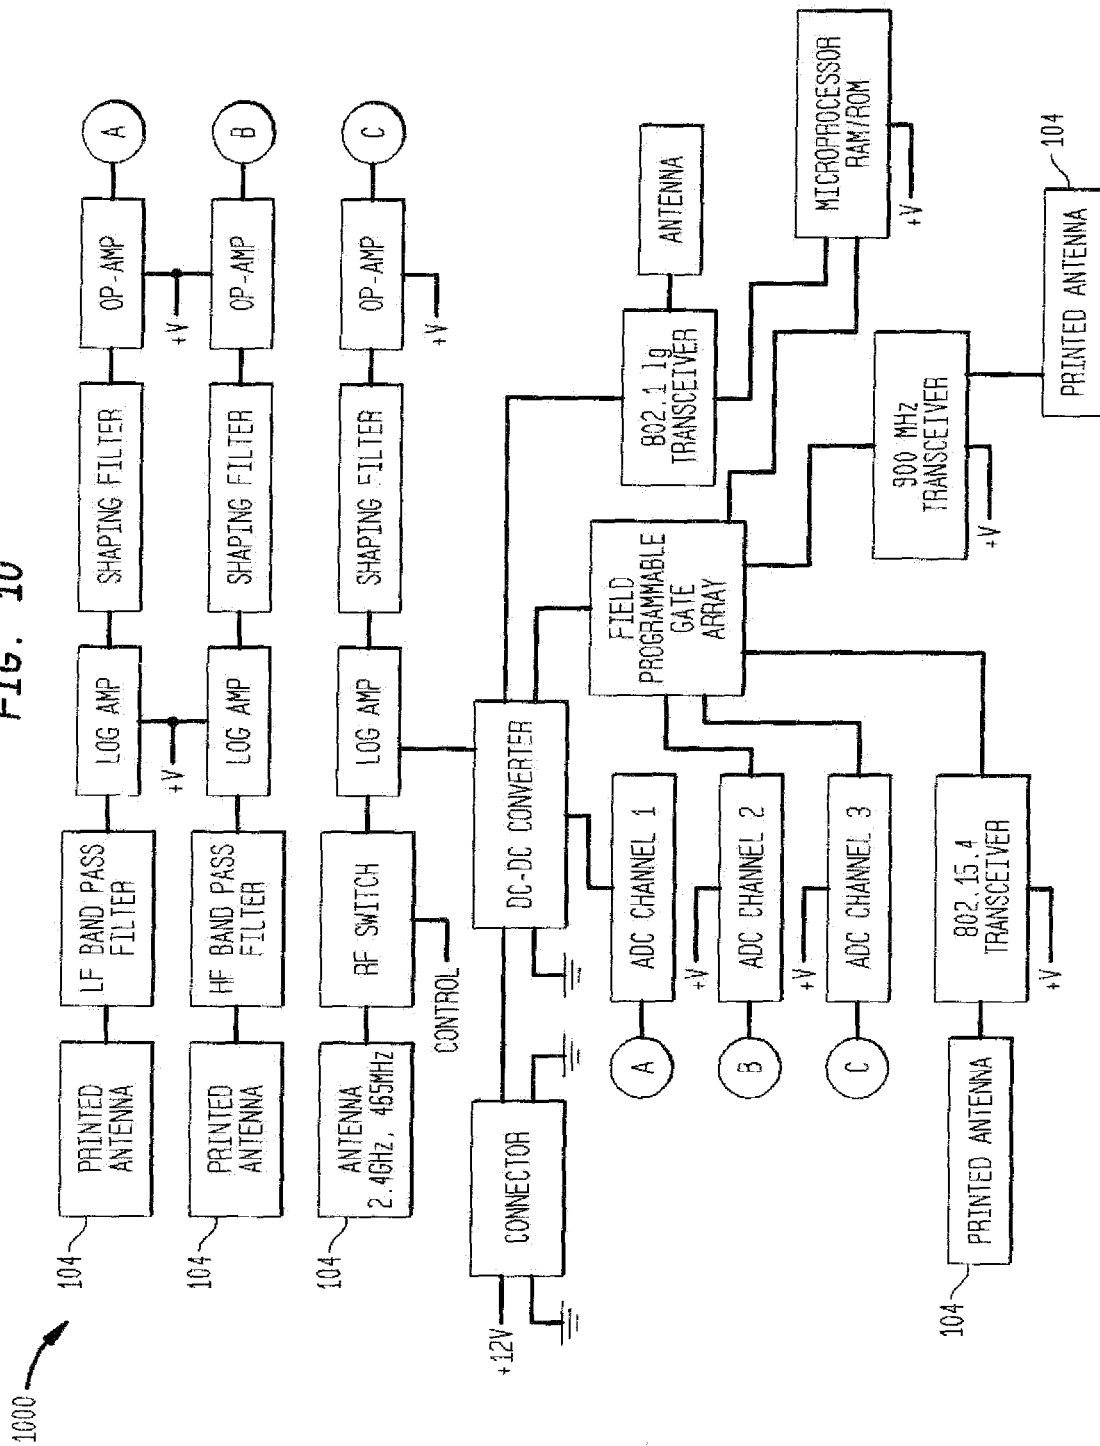 FIG. 10
1000
104
PRINTED
ANTENNA
LF BAND PASS
FILTER
LOG AMP
SHAPING FILTER
OP-AMP
A
+V
+V
104
PRINTED
ANTENNA
HF BAND PASS
FILTER
LOG AMP
SHAPING FILTER
OP-AMP
B
104
ANTENNA
2.4GHz, 465MHz
RF SWITCH
LOG AMP
SHAPING FILTER
OP-AMP
C
CONTROL
+V
+12V
CONNECTOR
DC-DC CONVERTER
802.1 1g
TRANSCEIVER
ANTENNA
A
ADC CHANNEL 1
FIELD
PROGRAMMABLE
GATE
ARRAY
+V
B
ADC CHANNEL 2
MICROPROCESSOR
RAM/ROM
+V
+V
C
ADC CHANNEL 3
900 MHz
TRANSCEIVER
+V
104
PRINTED ANTENNA
802.15.4
TRANSCEIVER
+V
104
PRINTED ANTENNA